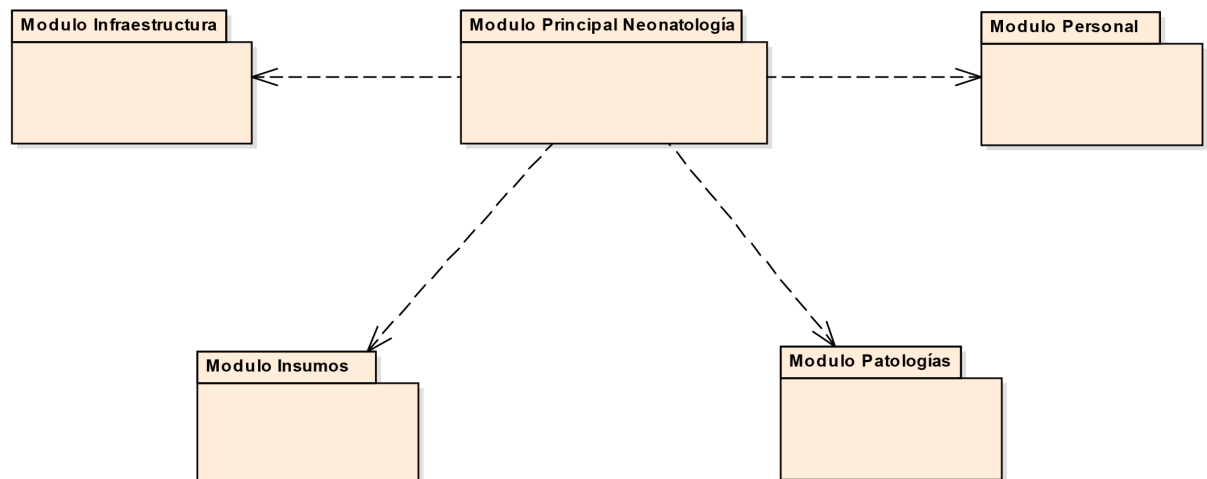 Modulo Infraestructura
Modulo Principal Neonatología
Modulo Personal
Modulo Insumos
Modulo Patologías